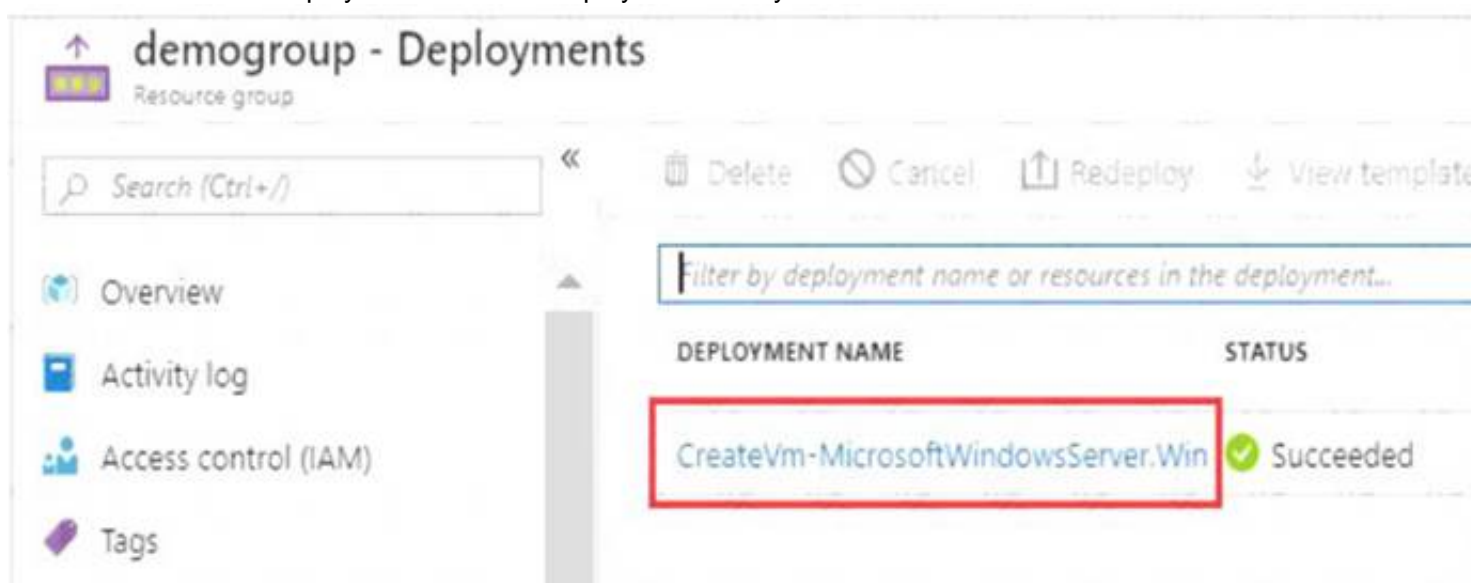 demogroup - Deployments
Resource group
Search (Ctrl+/)
«
Delete
Cancel
Redeploy
View template
Overview
Filter by deployment name or resources in the deployment...
DEPLOYMENT NAME
STATUS
Activity log
Access control (IAM)
CreateVm-MicrosoftWindowsServer.Win
Succeeded
Tags